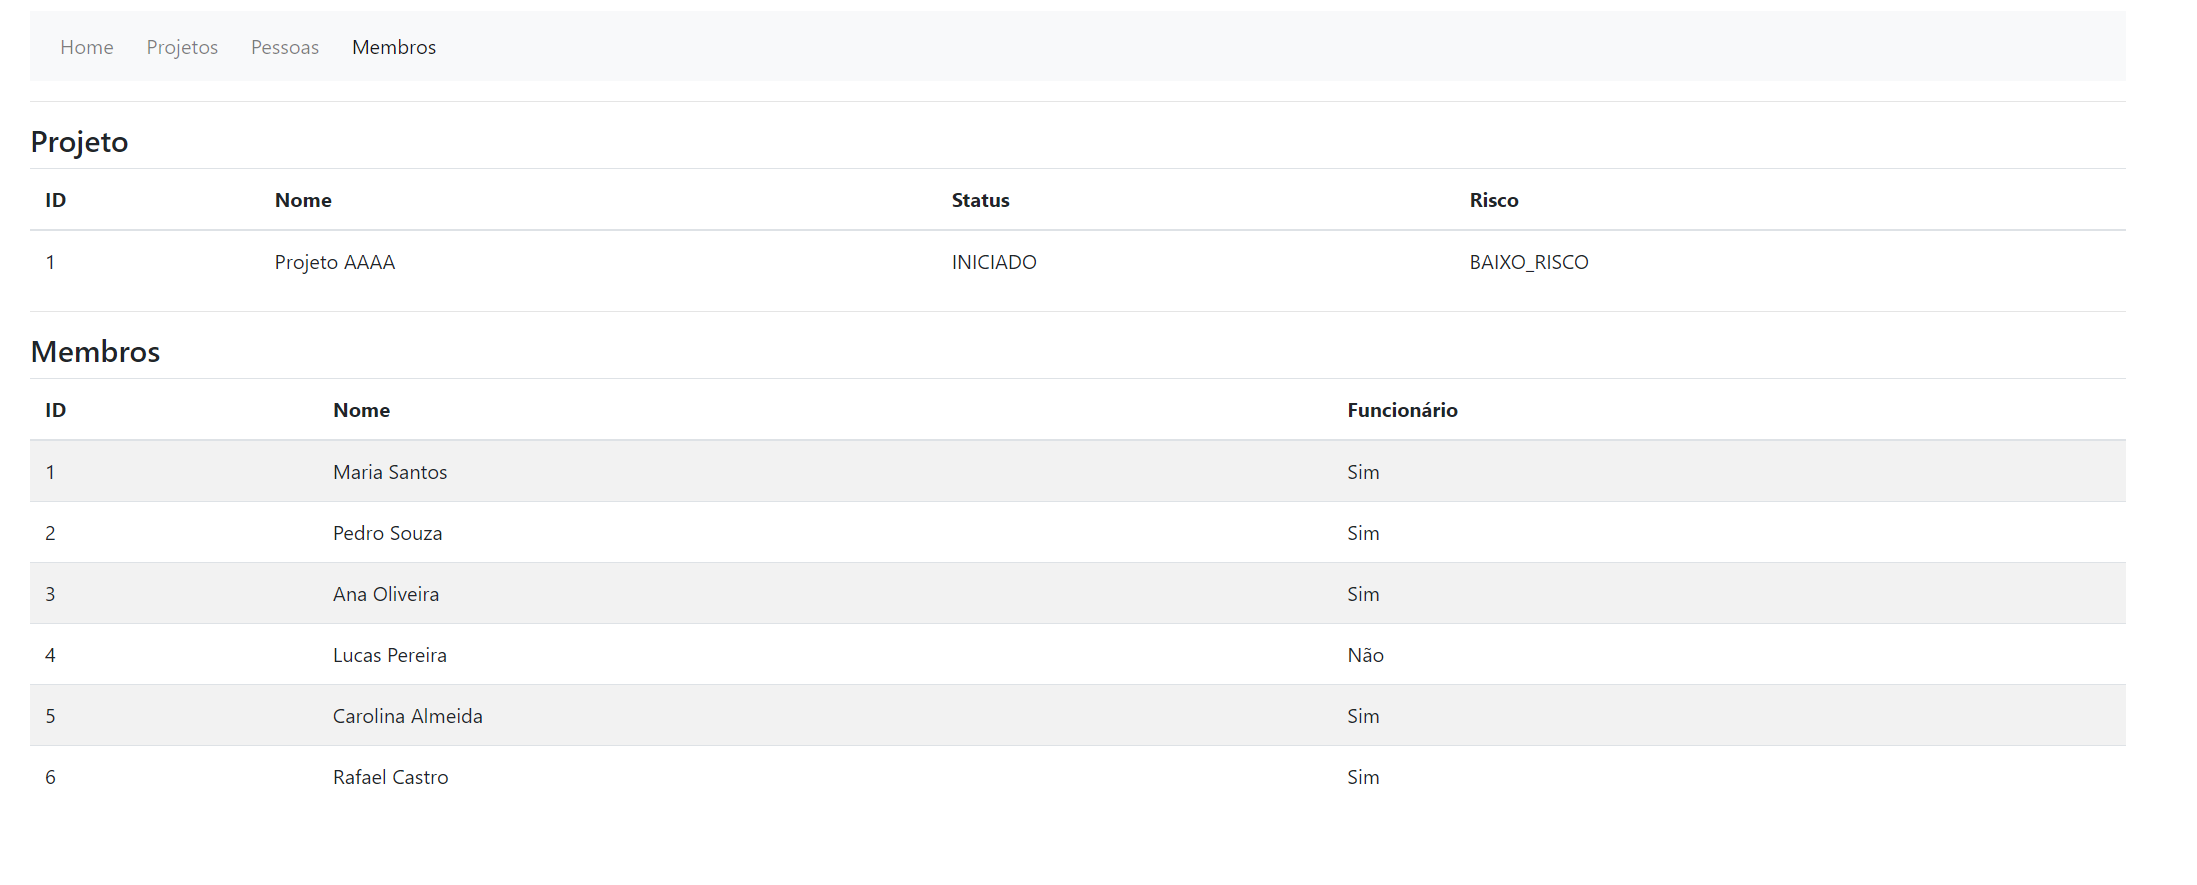 Home Projetos Pessoas Membros
Projeto
ID Nome Status Risco
1 Projeto AAAA INICIADO BAIXO_RISCO
Membros
ID Nome Funcionário
1 Maria Santos Sim
2 Pedro Souza Sim
3 Ana Oliveira Sim
4 Lucas Pereira Não
5 Carolina Almeida Sim
6 Rafael Castro Sim